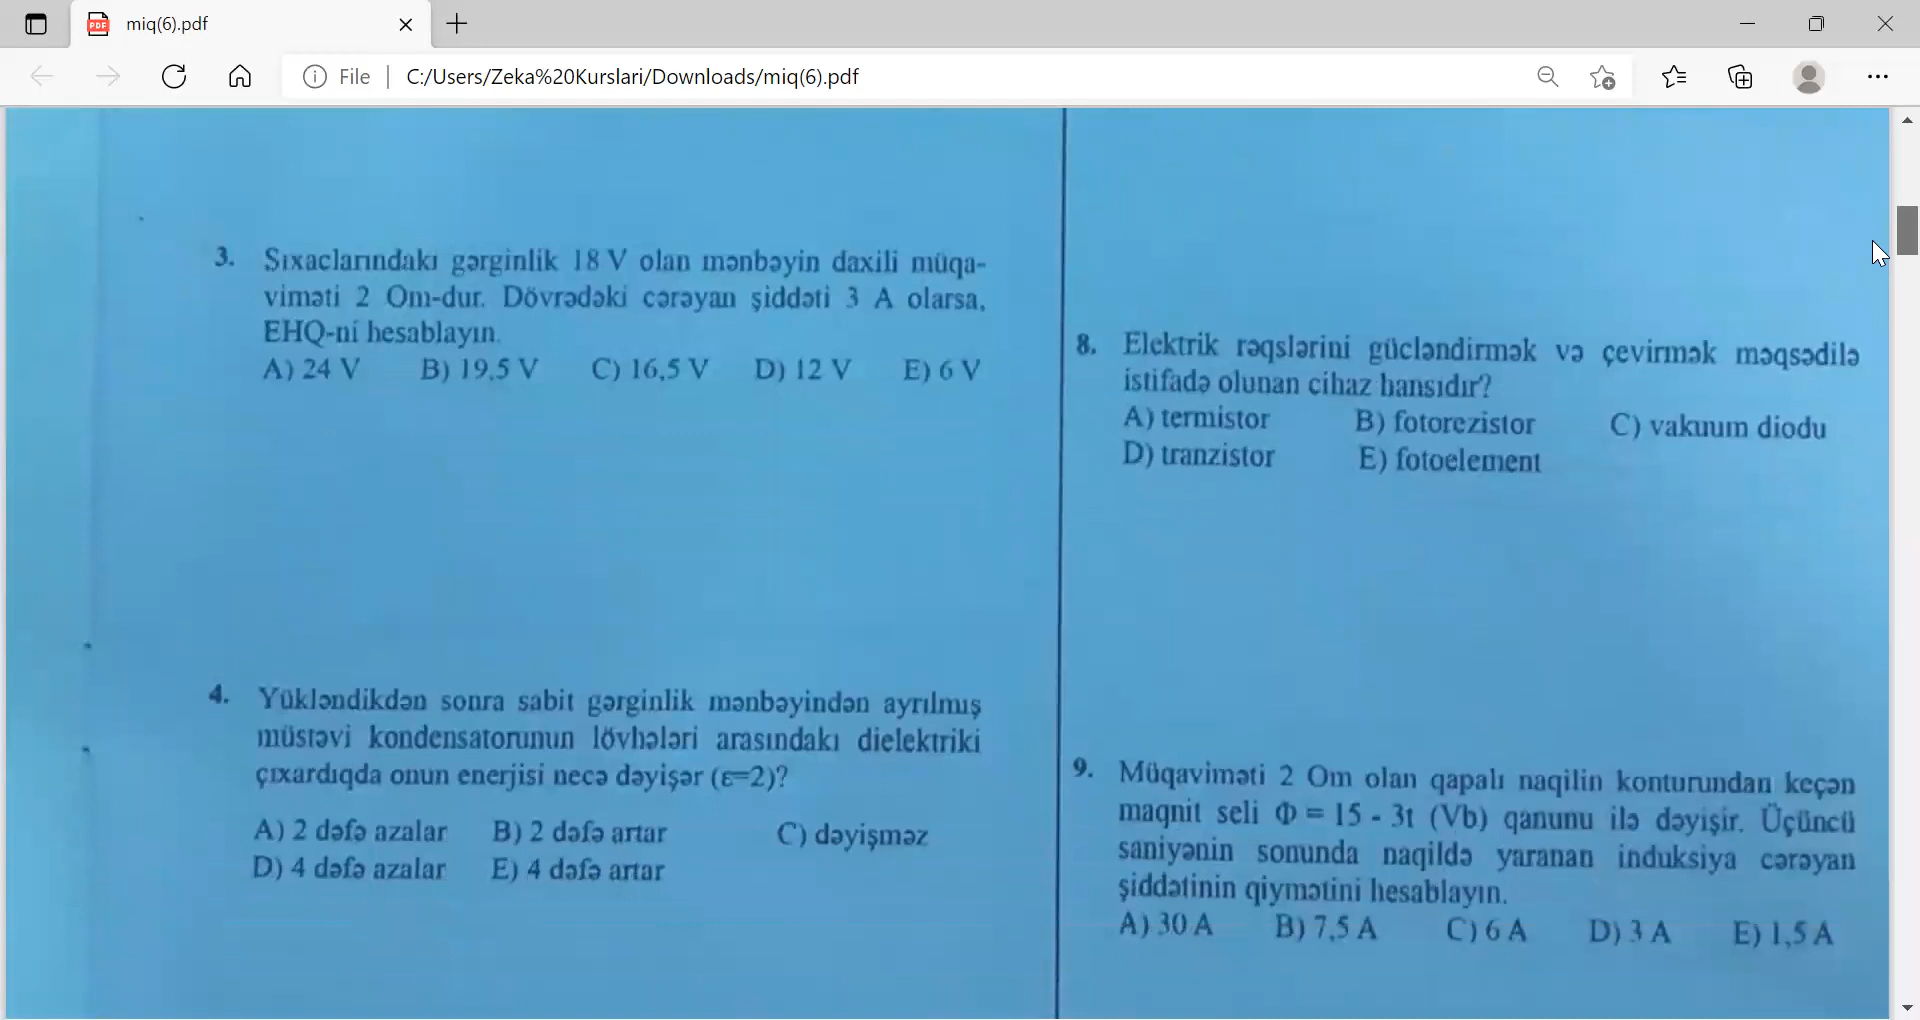 miq(6).pdf
File
C:/Users/Zeka%20Kurslari/Downloads/miq(6).pdf
3. Sıxaclarındakı gərginlik 18 V olan mənbəyin daxili müqa-
viməti 2 Om-dur. Dövrədəki cərəyan şiddəti 3 A olarsa,
EHQ-ni hesablayın.
A) 24 V B) 19,5 V C) 16,5 V D) 12 V E) 6 V
4. Yükləndikdən sonra sabit gərginlik mənbəyindən ayrılmış
müstəvi kondensatorunun lövhələri arasındakı dielektriki
çıxardıqda onun enerjisi necə dəyişər (ε=2)?
A) 2 dəfə azalar B) 2 dəfə artar C) dəyişməz
D) 4 dəfə azalar E) 4 dəfə artar
8. Elektrik rəqslərini gücləndirmək və çevirmək məqsədilə
istifadə olunan cihaz hansıdır?
A) termistor B) fotorezistor C) vakuum diodu
D) tranzistor E) fotoelement
9. Müqaviməti 2 Om olan qapalı naqilin konturundan keçən
maqnit seli Φ = 15 - 3t (Vb) qanunu ilə dəyişir. Üçüncü
saniyənin sonunda naqildə yaranan induksiya cərəyan
şiddətinin qiymətini hesablayın.
A) 30 A B) 7,5 A C) 6 A D) 3 A E) 1,5 A